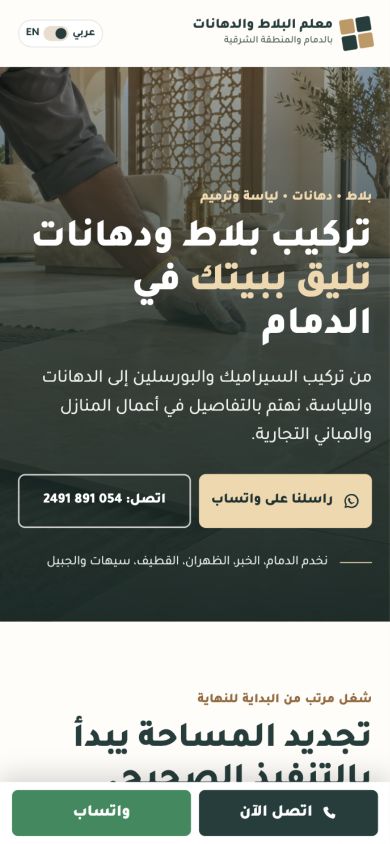 معلم البلاط والدهانات
بالدمام والمنطقة الشرقية
عربي EN
بلاط • دهانات • لياسة وترميم
تركيب بلاط ودهانات
تليق ببيتك في
الدمام
من تركيب السيراميك والبورسلين إلى الدهانات
واللياسة، نهتم بالتفاصيل في أعمال المنازل
والمباني التجارية.
راسلنا على واتساب
اتصل: 054 891 2491
نخدم الدمام، الخبر، الظهران، القطيف، سيهات والجبيل
شغل مرتب من البداية للنهاية
تجديد المساحة يبدأ
بالتنفيذ الصحيح.
اتصل الآن
واتساب